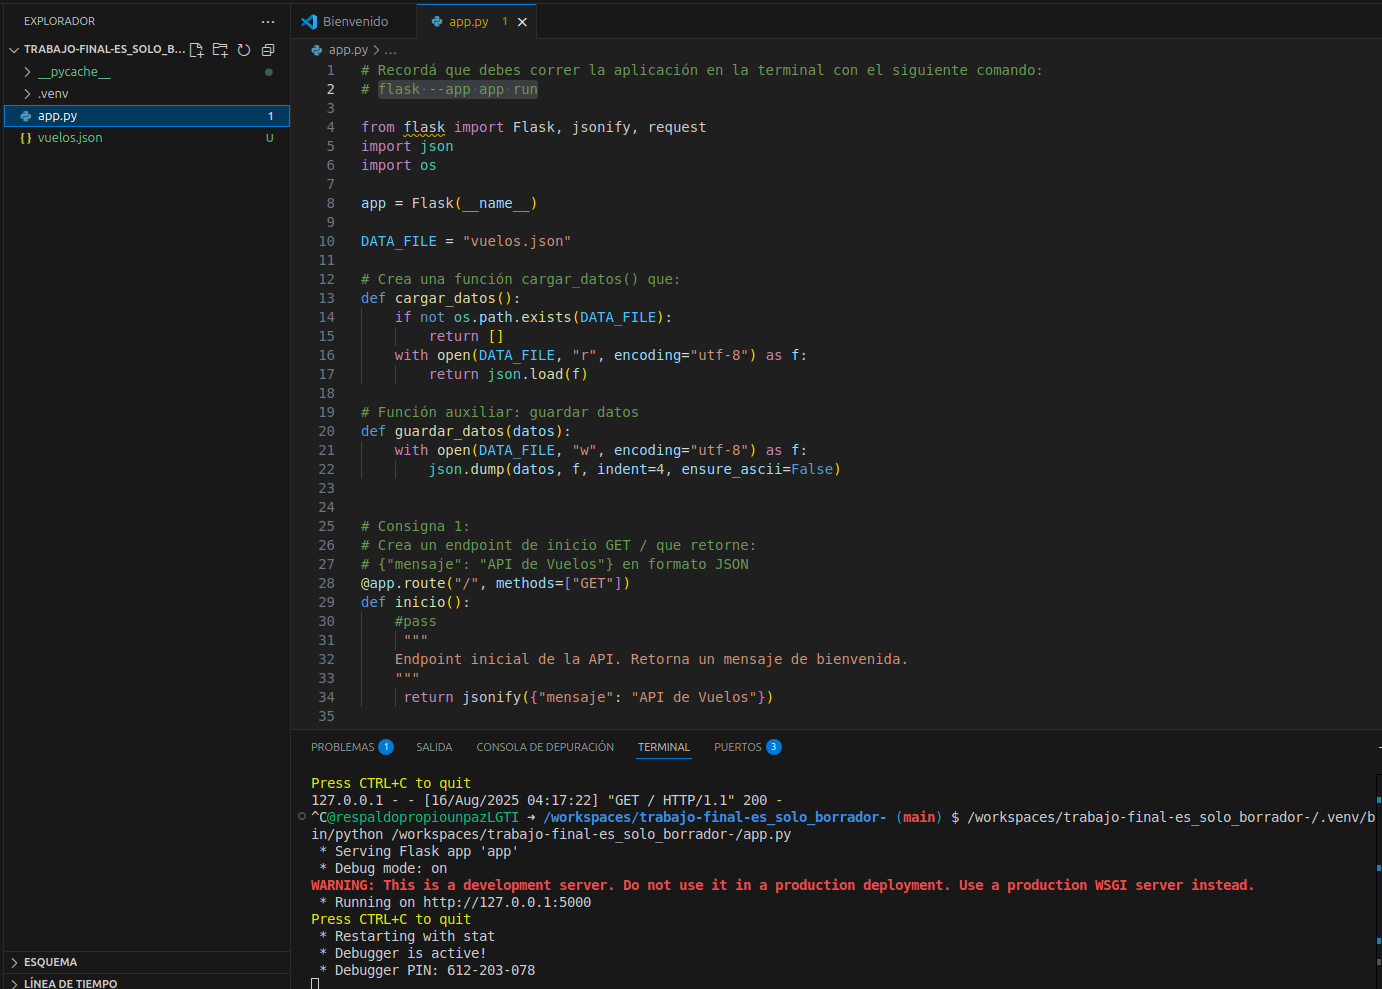 EXPLORADOR
TRABAJO-FINAL-ES_SOLO_B...
__pycache__
.venv
app.py 1
vuelos.json U
ESQUEMA
LÍNEA DE TIEMPO
Bienvenido
app.py 1
app.py > ...
1 # Recordá que debes correr la aplicación en la terminal con el siguiente comando:
2 # flask --app app run
3
4 from flask import Flask, jsonify, request
5 import json
6 import os
7
8 app = Flask(__name__)
9
10 DATA_FILE = "vuelos.json"
11
12 # Crea una función cargar_datos() que:
13 def cargar_datos():
14     if not os.path.exists(DATA_FILE):
15         return []
16     with open(DATA_FILE, "r", encoding="utf-8") as f:
17         return json.load(f)
18
19 # Función auxiliar: guardar datos
20 def guardar_datos(datos):
21     with open(DATA_FILE, "w", encoding="utf-8") as f:
22         json.dump(datos, f, indent=4, ensure_ascii=False)
23
24
25 # Consigna 1:
26 # Crea un endpoint de inicio GET / que retorne:
27 # {"mensaje": "API de Vuelos"} en formato JSON
28 @app.route("/", methods=["GET"])
29 def inicio():
30     #pass
31      """
32     Endpoint inicial de la API. Retorna un mensaje de bienvenida.
33     """
34      return jsonify({"mensaje": "API de Vuelos"})
35
PROBLEMAS 1 SALIDA CONSOLA DE DEPURACIÓN TERMINAL PUERTOS 3
Press CTRL+C to quit
127.0.0.1 - - [16/Aug/2025 04:17:22] "GET / HTTP/1.1" 200 -
^C@respaldopropiounpazLGTI ➜ /workspaces/trabajo-final-es_solo_borrador- (main) $ /workspaces/trabajo-final-es_solo_borrador-/.venv/b
in/python /workspaces/trabajo-final-es_solo_borrador-/app.py
* Serving Flask app 'app'
* Debug mode: on
WARNING: This is a development server. Do not use it in a production deployment. Use a production WSGI server instead.
* Running on http://127.0.0.1:5000
Press CTRL+C to quit
* Restarting with stat
* Debugger is active!
* Debugger PIN: 612-203-078